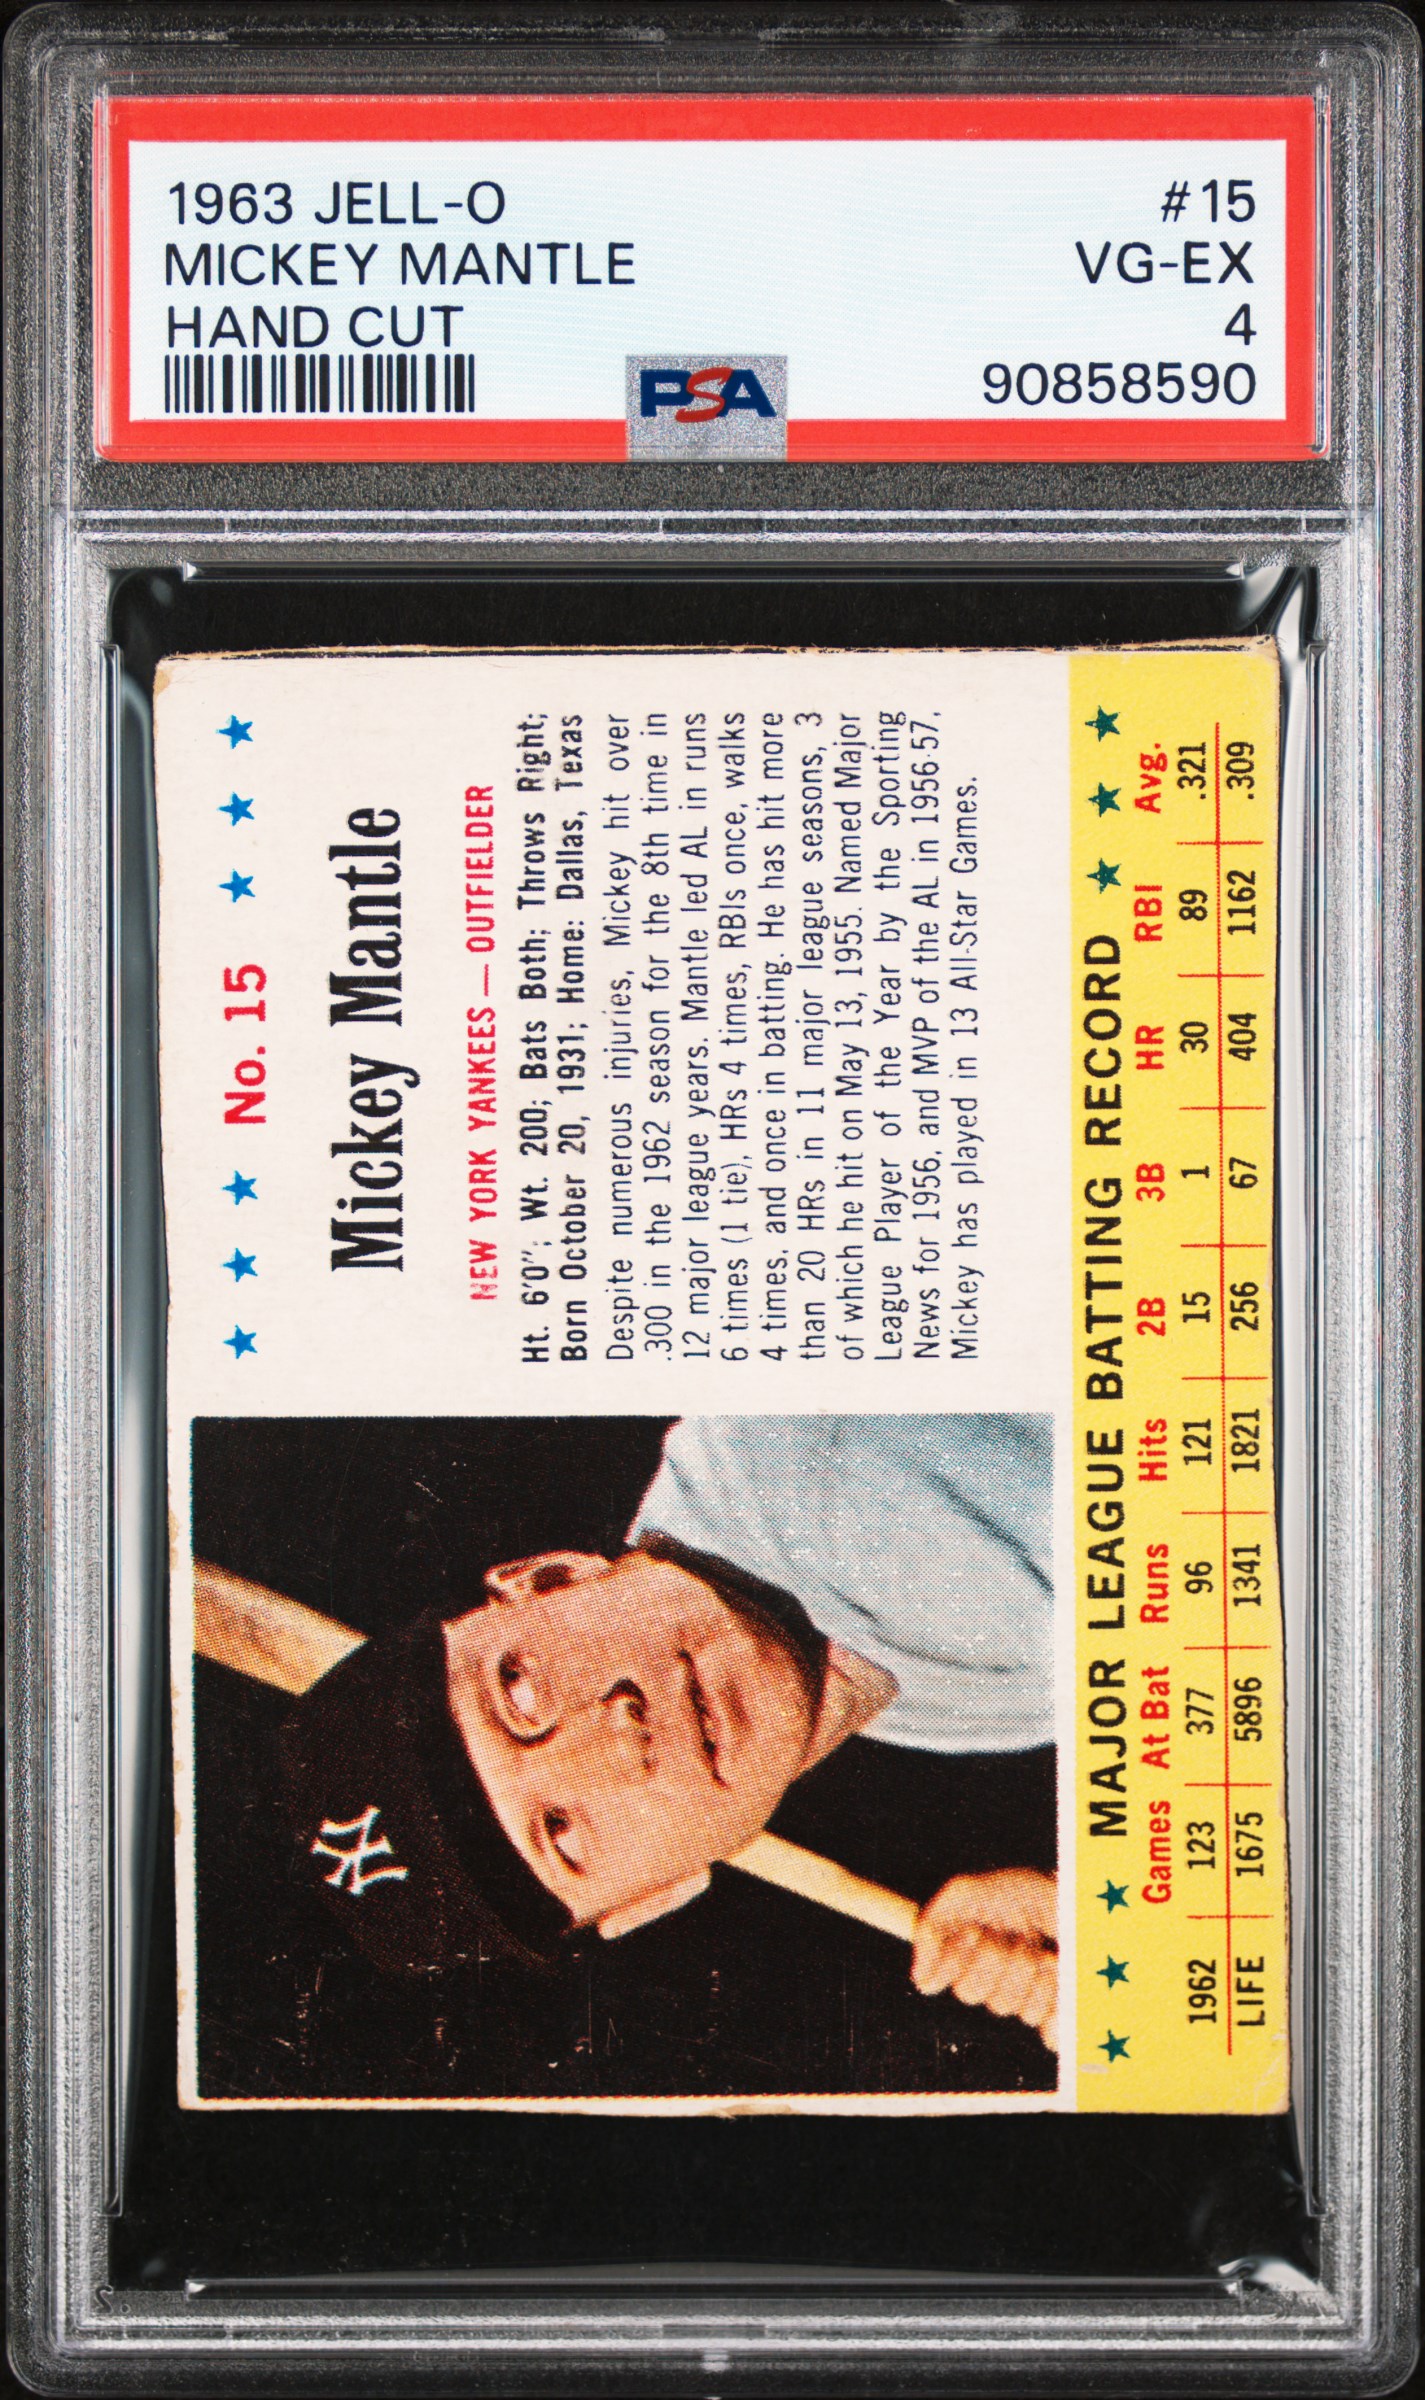 1963 JELL-O #15
MICKEY MANTLE VG-EX
HAND CUT 4
PSA 90858590
No. 15
Mickey Mantle
NEW YORK YANKEES — OUTFIELDER
Ht. 6'0"; Wt. 200; Bats Both; Throws Right;
Born October 20, 1931; Home: Dallas, Texas
Despite numerous injuries, Mickey hit over
.300 in the 1962 season for the 8th time in
12 major league years. Mantle led AL in runs
6 times (1 tie), HRs 4 times, RBIs once, walks
4 times, and once in batting. He has hit more
than 20 HRs in 11 major league seasons, 3
of which he hit on May 13, 1955. Named Major
League Player of the Year by the Sporting
News for 1956, and MVP of the AL in 1956-57,
Mickey has played in 13 All-Star Games.
NY
MAJOR LEAGUE BATTING RECORD
Games At Bat Runs Hits 2B 3B HR RBI Avg.
1962 123 377 96 121 15 1 30 89 .321
LIFE 1675 5896 1341 1821 256 67 404 1162 .309